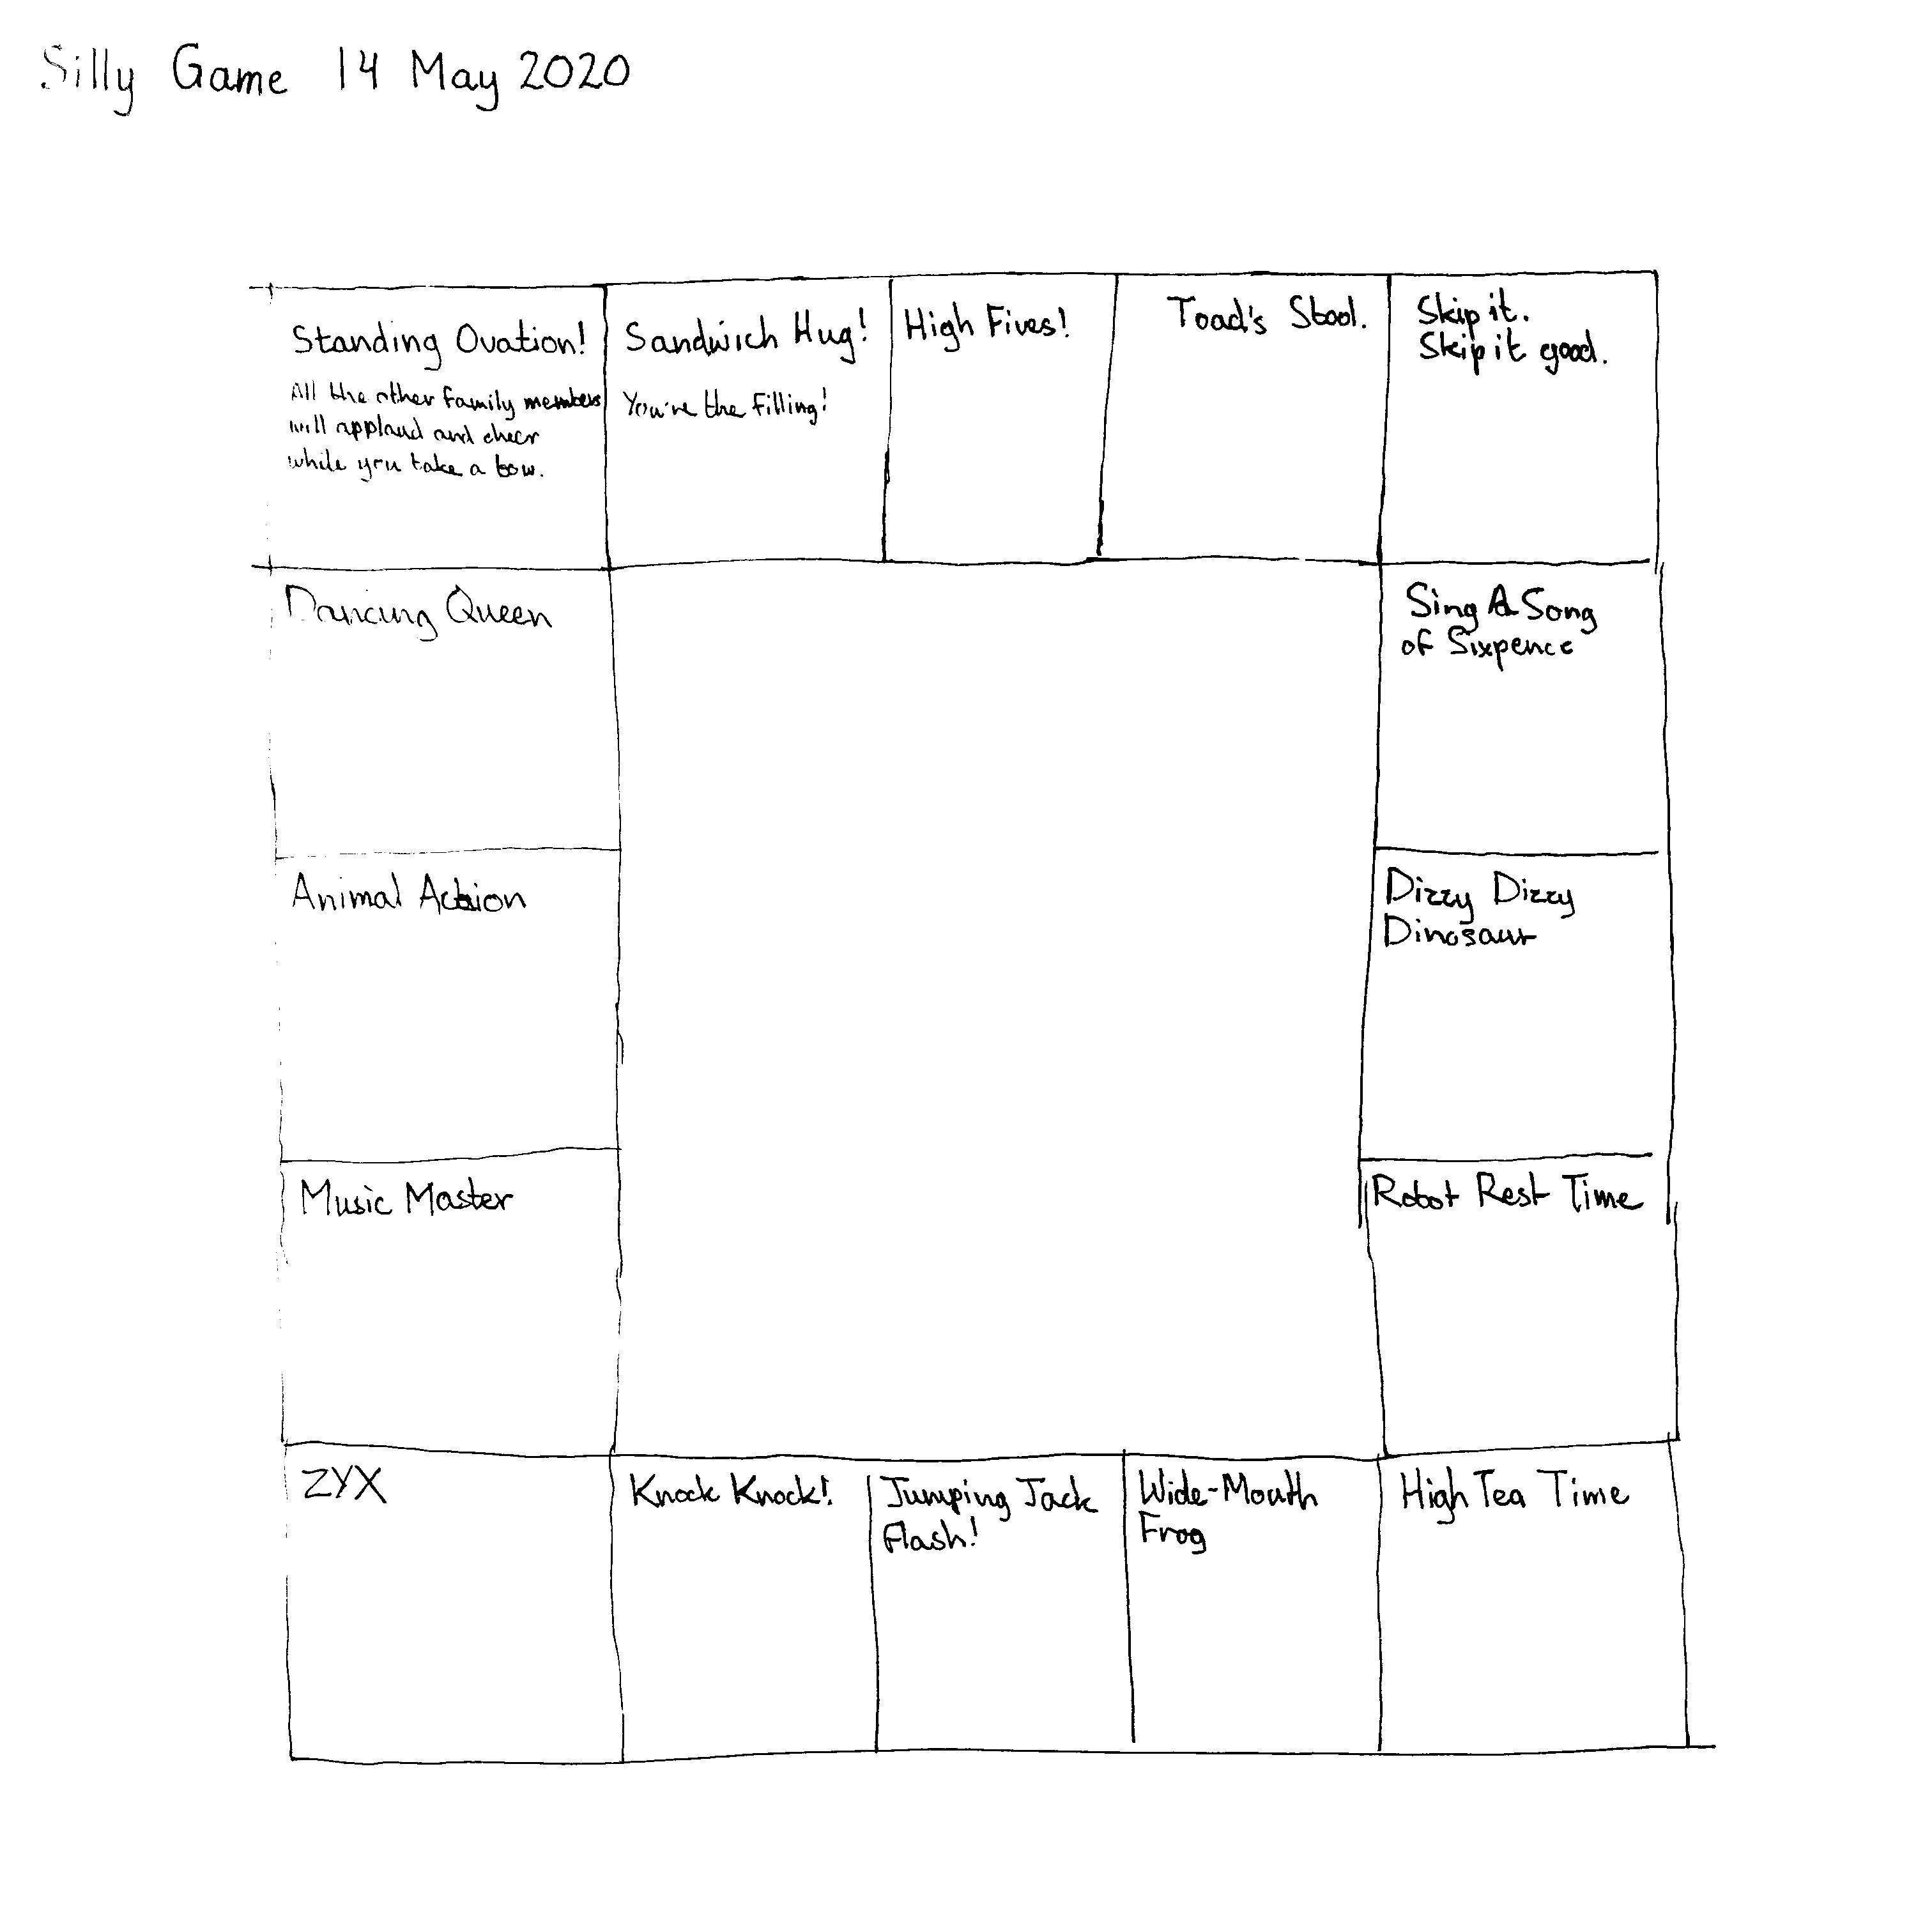 Silly Game 14 May 2020
Standing Ovation!
All the other family members
will applaud and cheer
while you take a bow.
Sandwich Hug!
You're the filling!
High Fives!
Toad's Stool.
Skip it.
Skip it good.
Dancing Queen
Sing A Song
of Sixpence
Animal Action
Dizzy Dizzy
Dinosaur
Music Master
Robot Rest Time
ZYX
Knock Knock!
Jumping Jack
Flash!
Wide-Mouth
Frog
High Tea Time